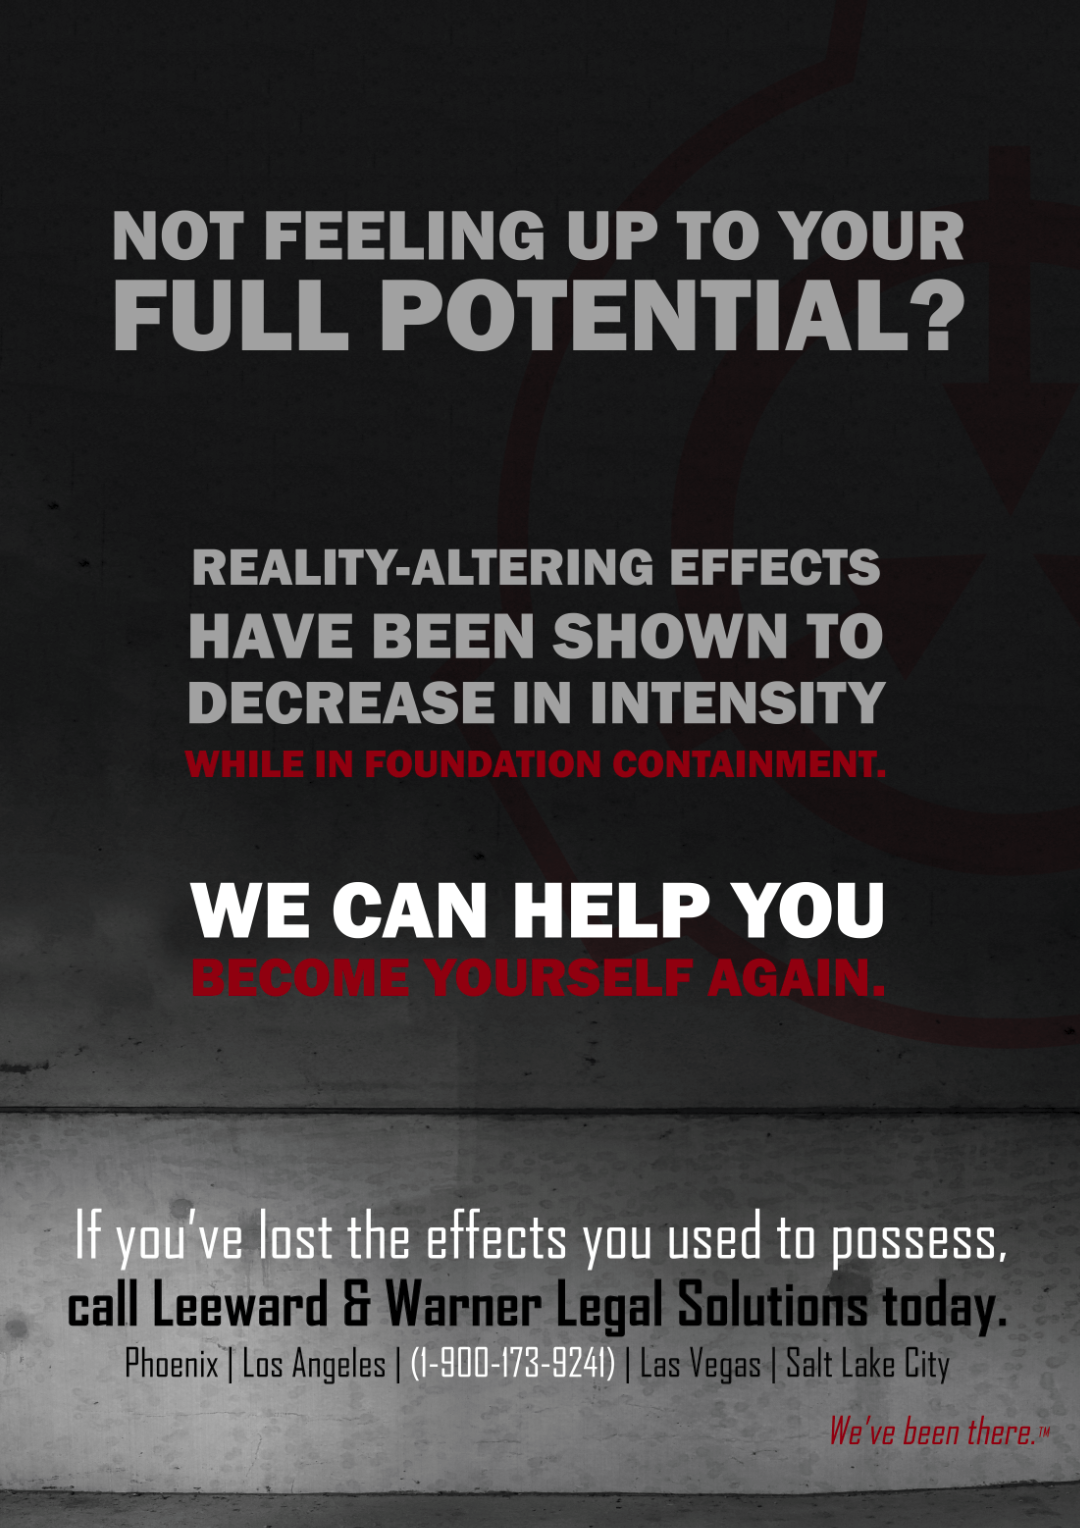 NOT FEELING UP TO YOUR
FULL POTENTIAL?
REALITY-ALTERING EFFECTS
HAVE BEEN SHOWN TO
DECREASE IN INTENSITY
WHILE IN FOUNDATION CONTAINMENT.
WE CAN HELP YOU
BECOME YOURSELF AGAIN.
If you've lost the effects you used to possess,
call Leeward & Warner Legal Solutions today.
Phoenix | Los Angeles | (1-900-173-9241) | Las Vegas | Salt Lake City
We've been there.™